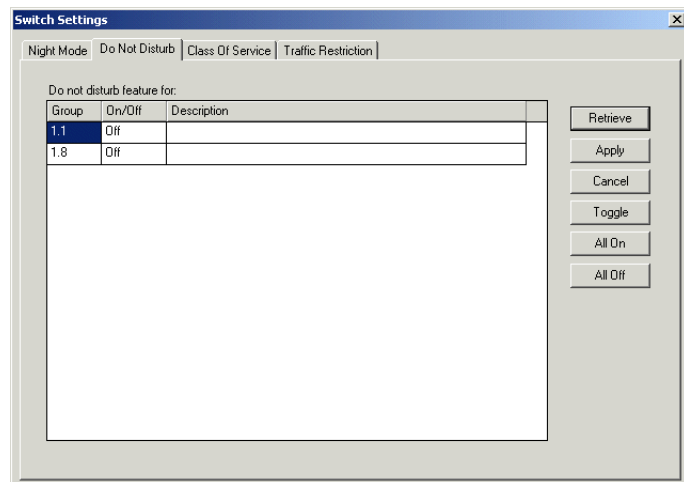 Switch Settings
Night Mode Do Not Disturb Class Of Service Traffic Restriction
Do not disturb feature for:
Group On/Off Description
1.1 Off
1.8 Off
Retrieve
Apply
Cancel
Toggle
All On
All Off